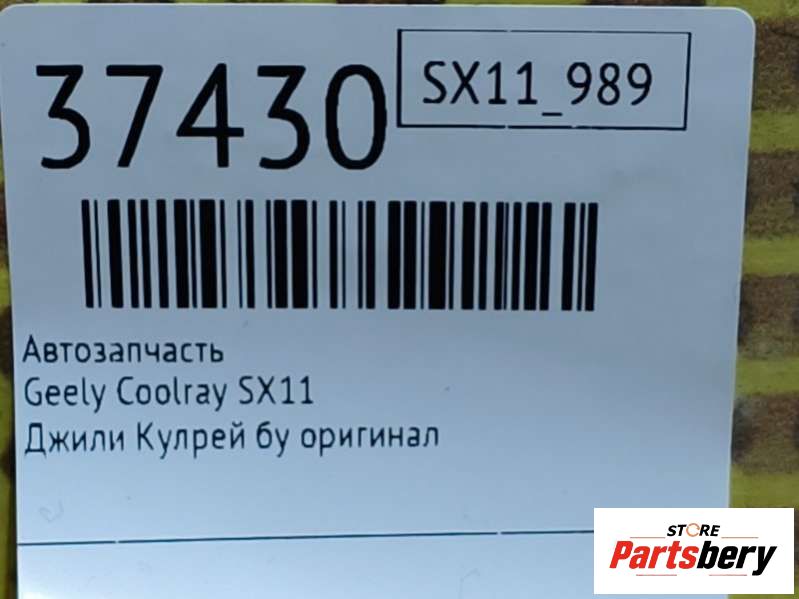 37430
SX11_989
Автозапчасть
Geely Coolray SX11
Джили Кулрей бу оригинал
STORE
Partsbery